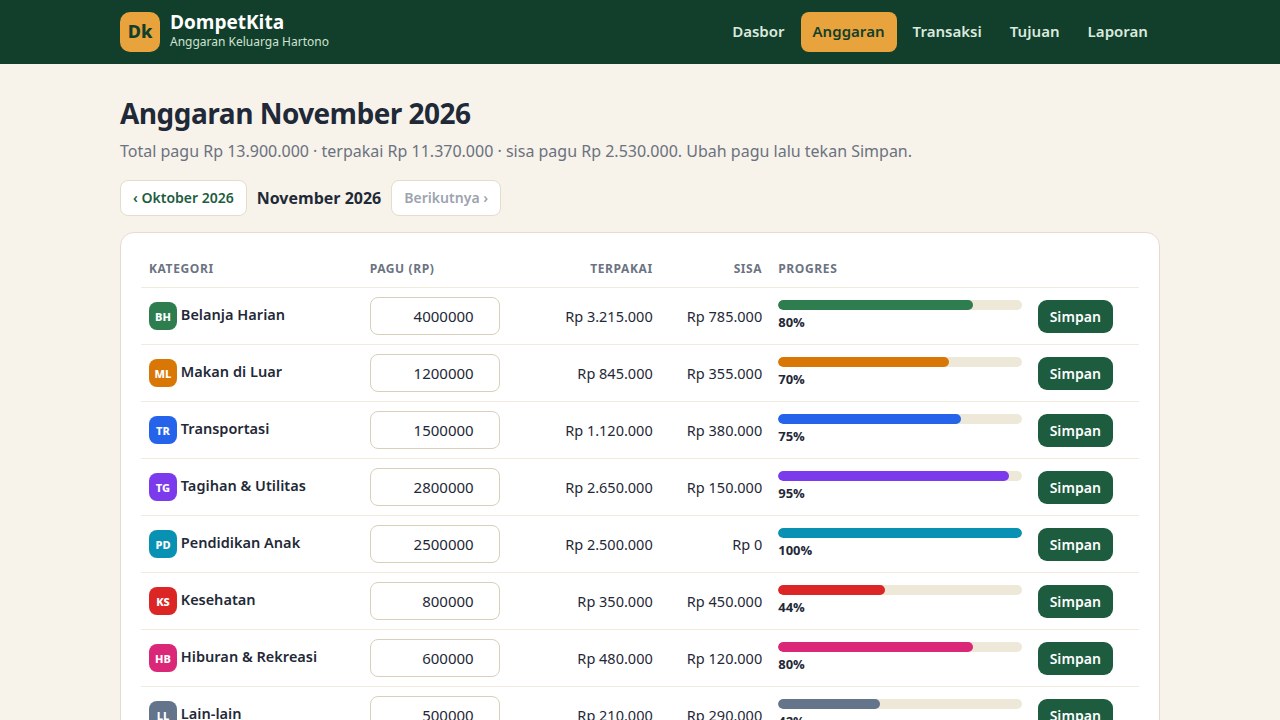 Dk
DompetKita
Anggaran Keluarga Hartono
Dasbor Anggaran Transaksi Tujuan Laporan
Anggaran November 2026
Total pagu Rp 13.900.000 · terpakai Rp 11.370.000 · sisa pagu Rp 2.530.000. Ubah pagu lalu tekan Simpan.
‹ Oktober 2026 November 2026 Berikutnya ›
KATEGORI PAGU (RP) TERPAKAI SISA PROGRES
BH Belanja Harian 4000000 Rp 3.215.000 Rp 785.000 80% Simpan
ML Makan di Luar 1200000 Rp 845.000 Rp 355.000 70% Simpan
TR Transportasi 1500000 Rp 1.120.000 Rp 380.000 75% Simpan
TG Tagihan & Utilitas 2800000 Rp 2.650.000 Rp 150.000 95% Simpan
PD Pendidikan Anak 2500000 Rp 2.500.000 Rp 0 100% Simpan
KS Kesehatan 800000 Rp 350.000 Rp 450.000 44% Simpan
HB Hiburan & Rekreasi 600000 Rp 480.000 Rp 120.000 80% Simpan
LL Lain-lain 500000 Rp 210.000 Rp 290.000 Simpan